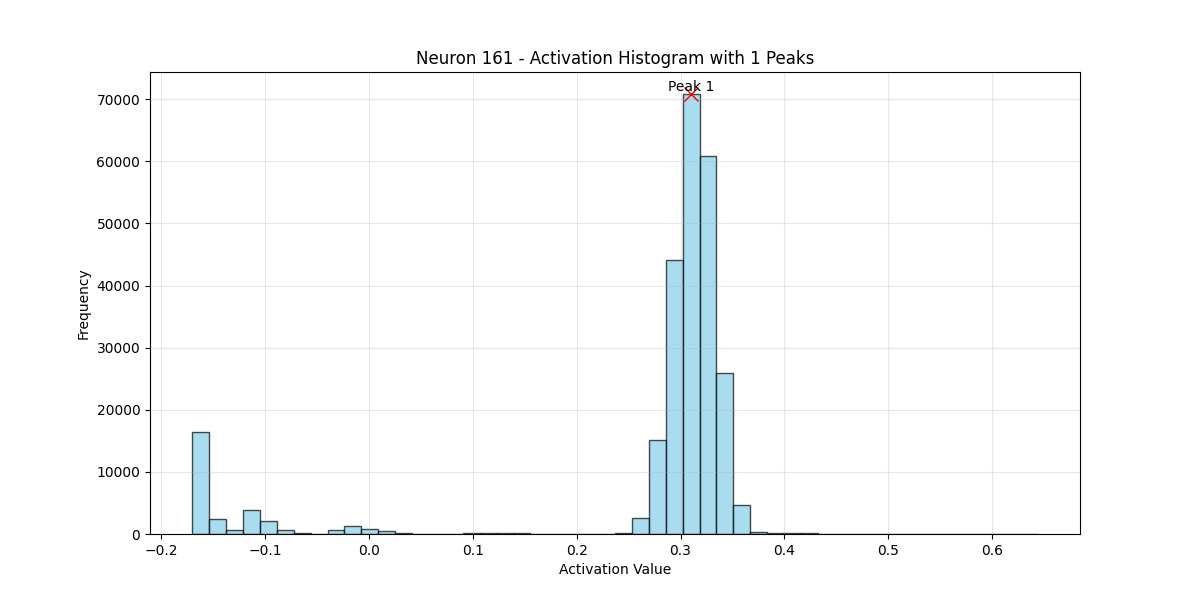 Neuron 161 - Activation Histogram with 1 Peaks
Peak 1
70000
60000
50000
40000
30000
20000
10000
0
Frequency
−0.2 −0.1 0.0 0.1 0.2 0.3 0.4 0.5 0.6
Activation Value